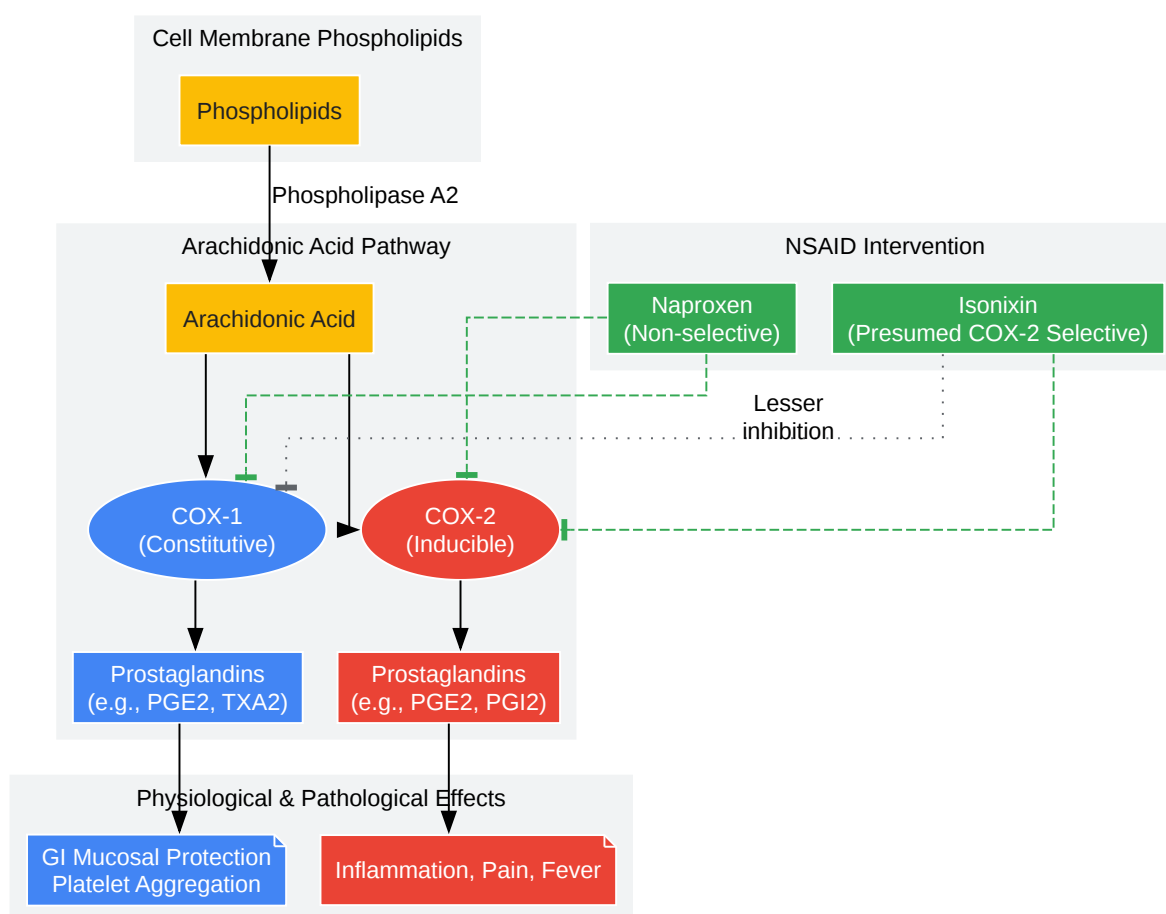 Cell Membrane Phospholipids
Phospholipids
Phospholipase A2
Arachidonic Acid Pathway
NSAID Intervention
Arachidonic Acid
Naproxen
(Non-selective)
Isonixin
(Presumed COX-2 Selective)
Lesser
inhibition
COX-1
(Constitutive)
COX-2
(Inducible)
Prostaglandins
(e.g., PGE2, TXA2)
Prostaglandins
(e.g., PGE2, PGI2)
Physiological & Pathological Effects
GI Mucosal Protection
Platelet Aggregation
Inflammation, Pain, Fever